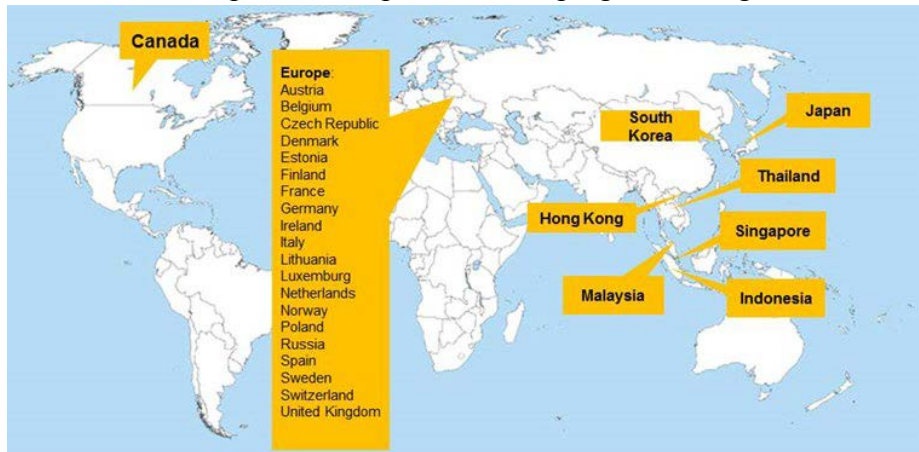 Canada
Europe:
Austria
Belgium
Czech Republic
Denmark
Estonia
Finland
France
Germany
Ireland
Italy
Lithuania
Luxemburg
Netherlands
Norway
Poland
Russia
Spain
Sweden
Switzerland
United Kingdom
South
Korea
Japan
Thailand
Hong Kong
Singapore
Malaysia
Indonesia